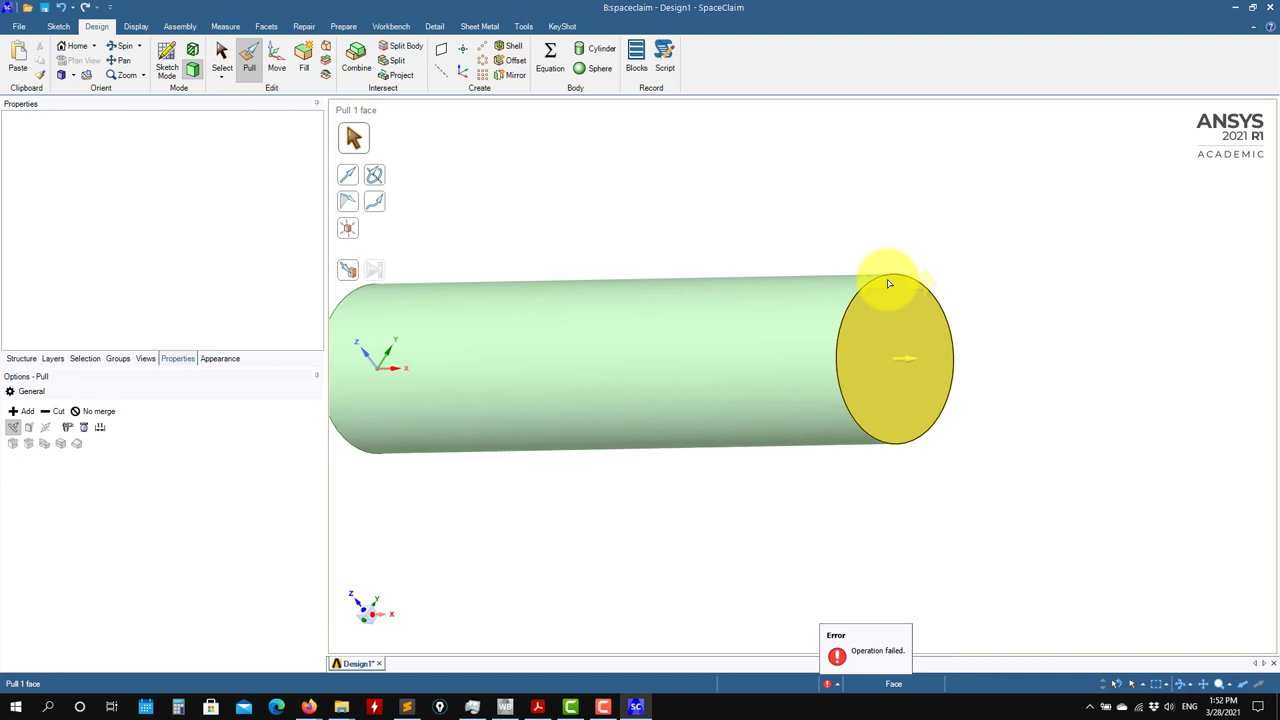 B:spaceclaim - Design1 - SpaceClaim
File Sketch Design Display Assembly Measure Facets Repair Prepare Workbench Detail Sheet Metal Tools KeyShot
Home Spin Split Body Shell Cylinder
Plan View Pan Split Offset Sphere
Paste Zoom Sketch Mode Select Pull Move Fill Combine Project Mirror Equation Blocks Script
Clipboard Orient Mode Edit Intersect Create Body Record
Properties
Pull 1 face
ANSYS
2021 R1
ACADEMIC
Z Y X
Structure Layers Selection Groups Views Properties Appearance
Options - Pull
General
Add Cut No merge
Z Y X
Error
Operation failed.
Design1*
Pull 1 face
Face
1:52 PM
ENG
3/28/2021